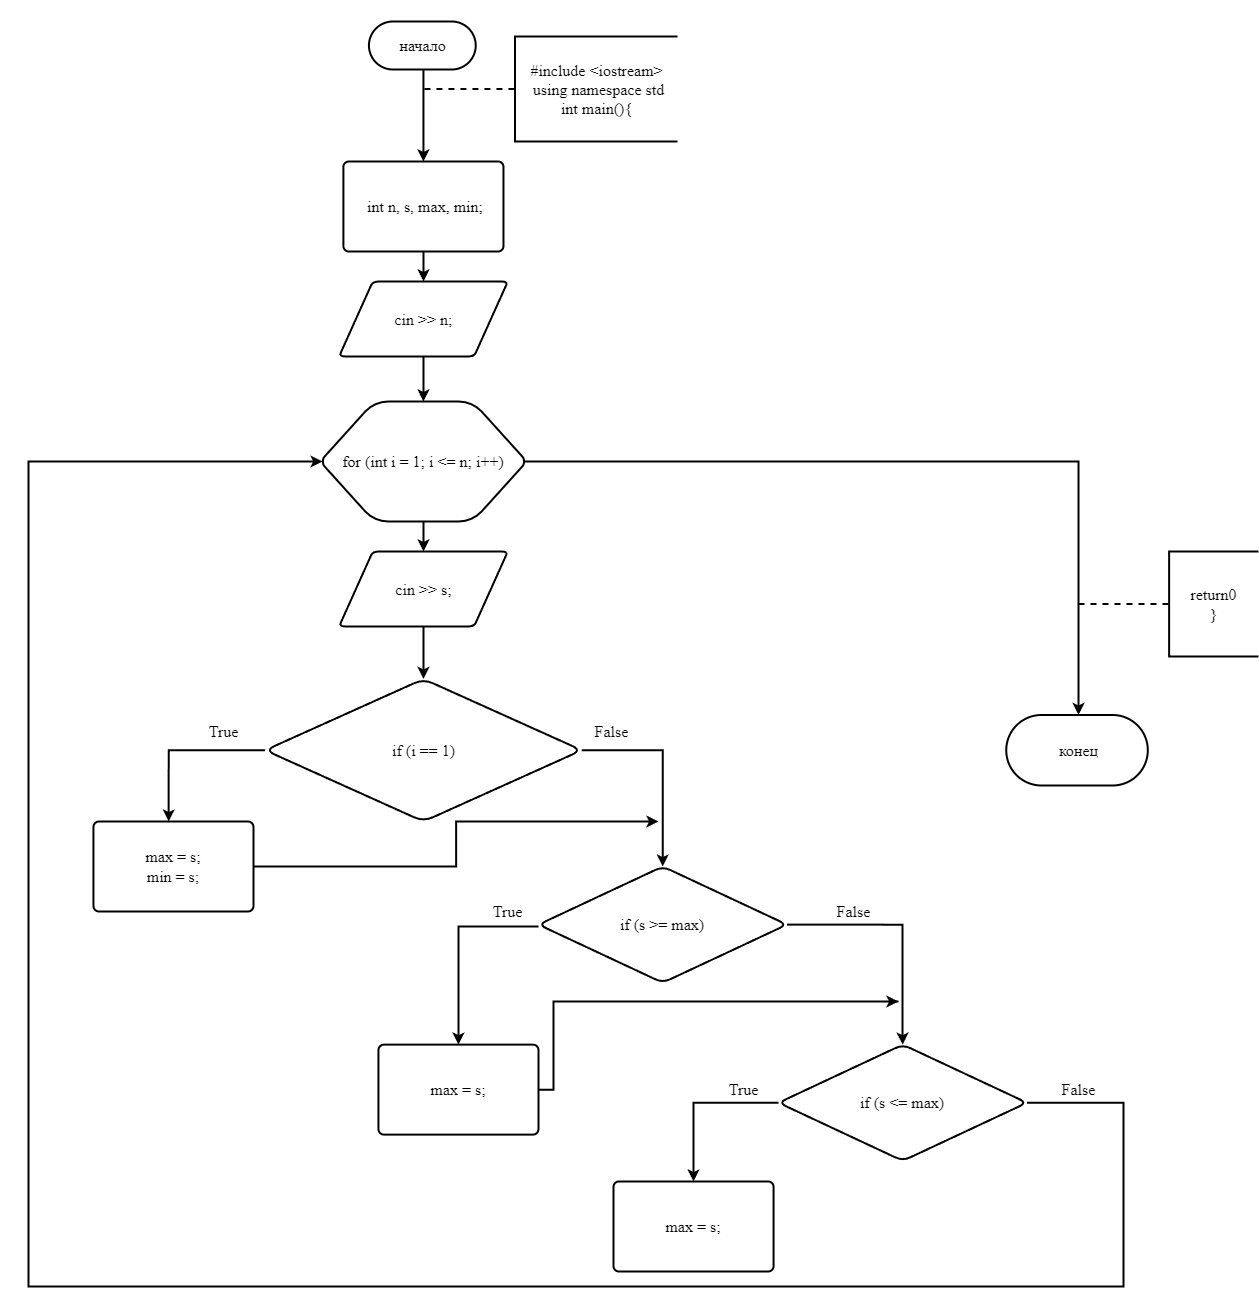 начало
#include <iostream>
using namespace std
int main(){
int n, s, max, min;
cin >> n;
for (int i = 1; i <= n; i++)
cin >> s;
return0
}
True
False
if (i == 1)
конец
max = s;
min = s;
True
False
if (s >= max)
max = s;
True
False
if (s <= max)
max = s;